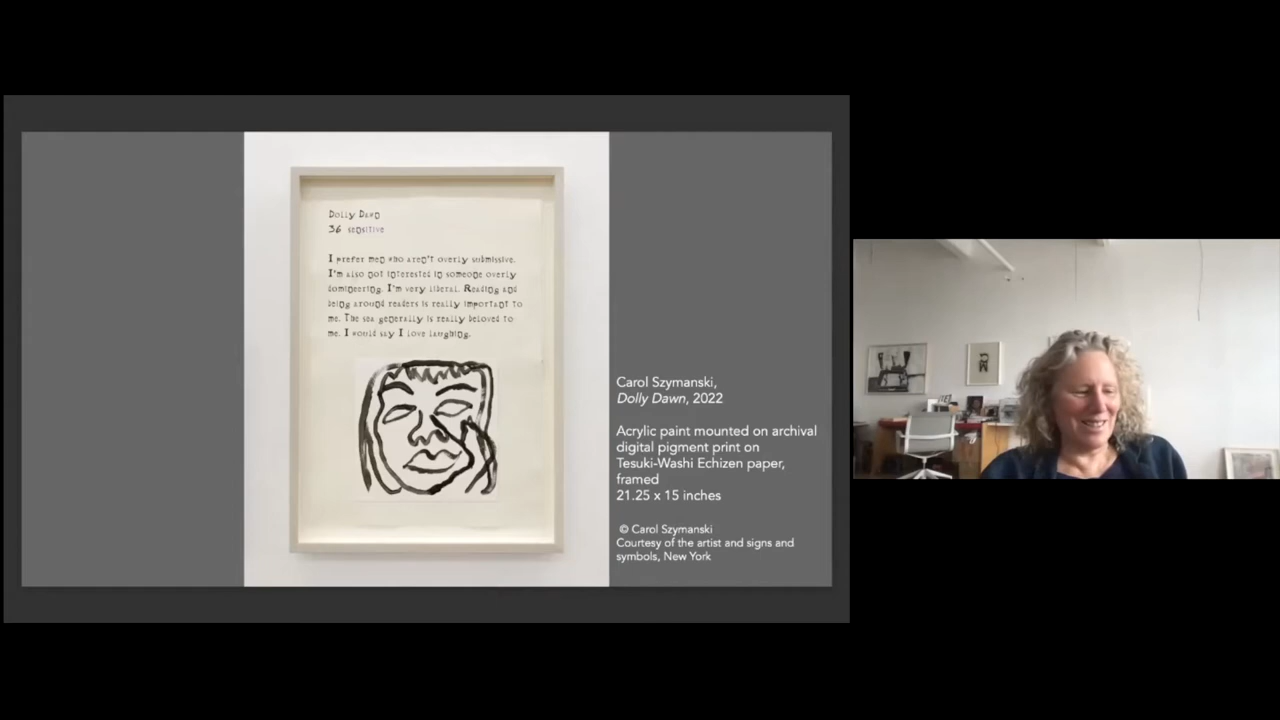 Dolly Dawn
36 sensitive
I prefer men who aren't overly submissive.
I'm also not interested in someone overly
domineering. I'm very liberal. Reading and
being around readers is really important to
me. The sea generally is really beloved to
me. I would say I love laughing.
Carol Szymanski,
Dolly Dawn, 2022
Acrylic paint mounted on archival
digital pigment print on
Tesuki-Washi Echizen paper,
framed
21.25 x 15 inches
© Carol Szymanski
Courtesy of the artist and signs and
symbols, New York